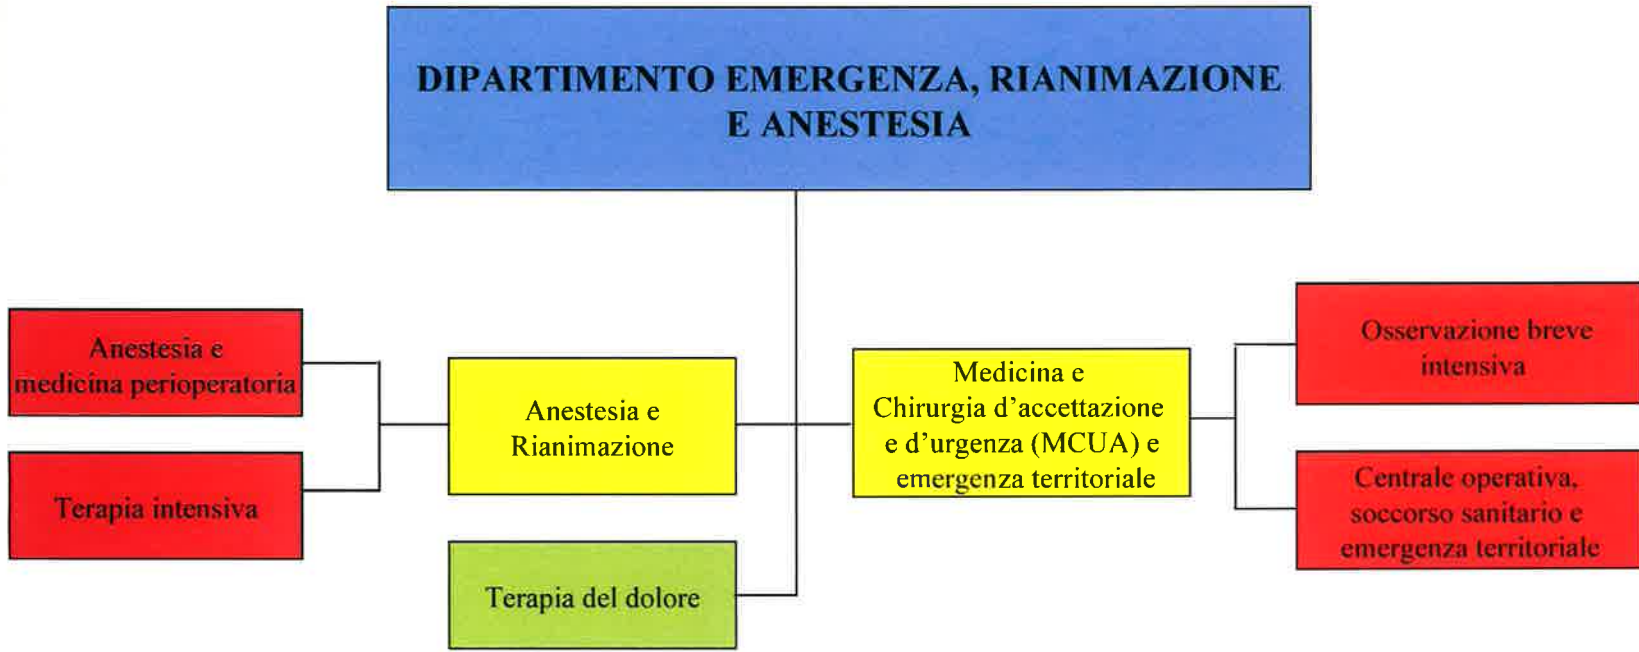 DIPARTIMENTO EMERGENZA, RIANIMAZIONE
E ANESTESIA
Anestesia e
medicina perioperatoria
Terapia intensiva
Anestesia e
Rianimazione
Terapia del dolore
Medicina e
Chirurgia d'accettazione
e d'urgenza (MCUA) e
emergenza territoriale
Osservazione breve
intensiva
Centrale operativa,
soccorso sanitario e
emergenza territoriale